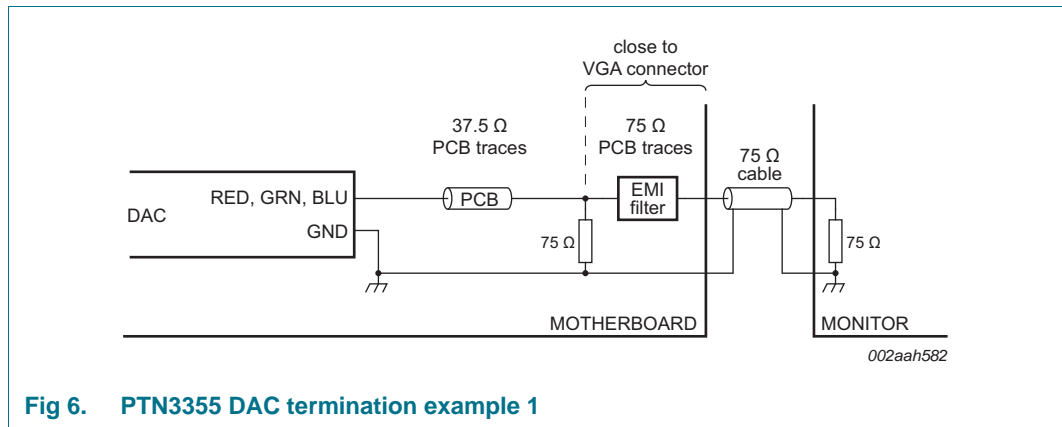 close to
VGA connector
37.5 Ω
PCB traces
75 Ω
PCB traces
75 Ω
cable
DAC
RED, GRN, BLU
GND
PCB
EMI
filter
75 Ω
75 Ω
MOTHERBOARD
MONITOR
002aah582
Fig 6. PTN3355 DAC termination example 1